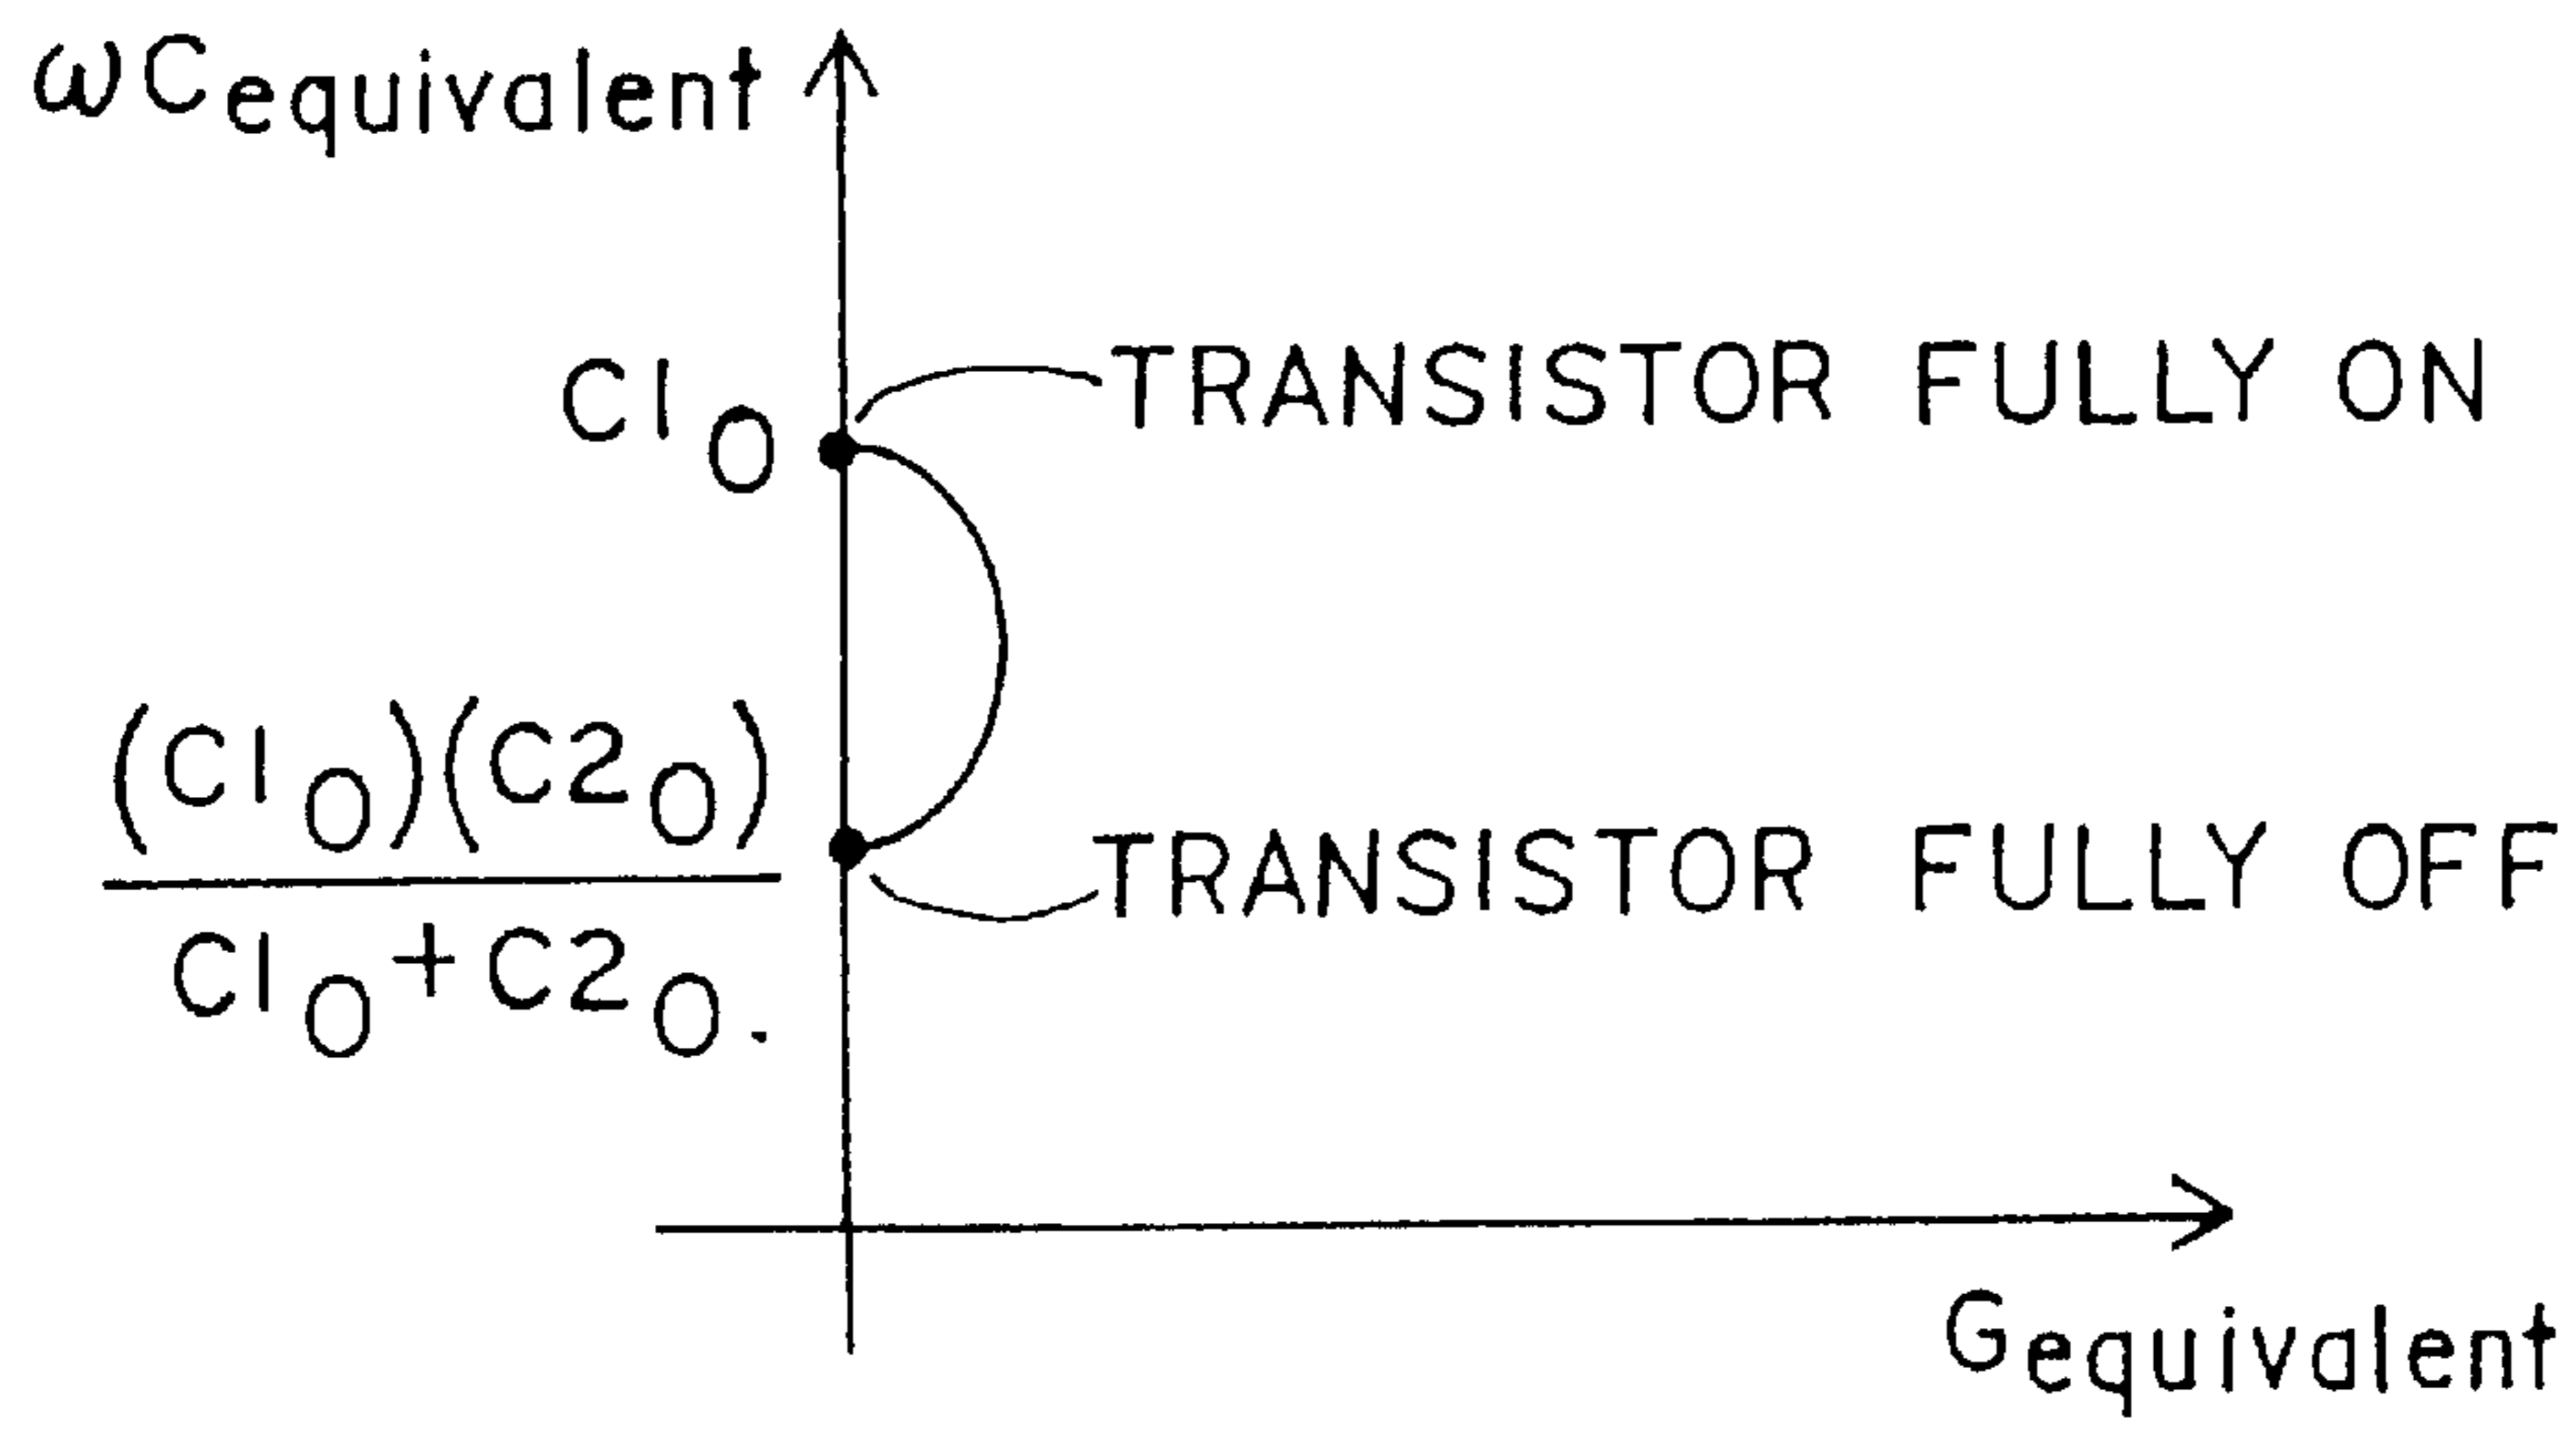 ωCequivalent
C1O TRANSISTOR FULLY ON
(C1O)(C2O)
C1O+C2O.
TRANSISTOR FULLY OFF
Gequivalent